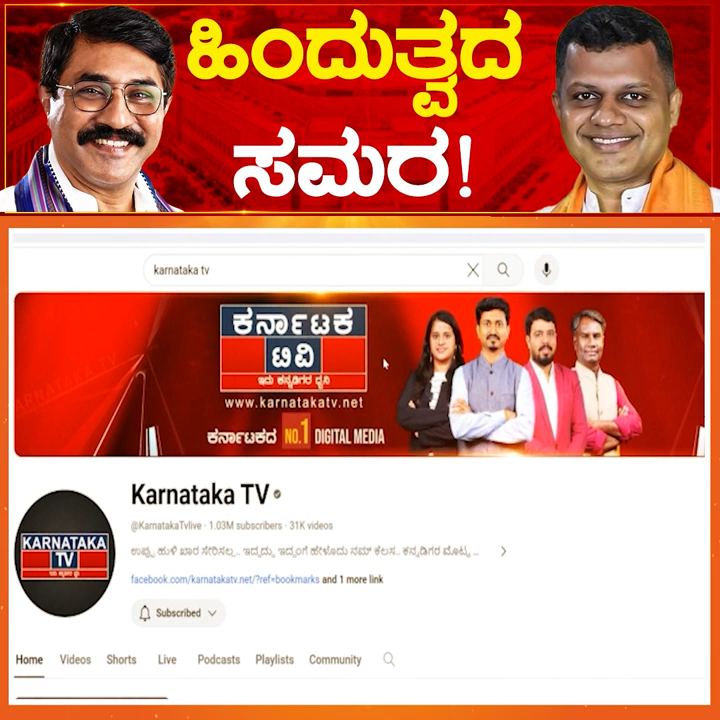 ಹಿಂದುತ್ವದ
ಸಮರ!
karnataka tv
ಕರ್ನಾಟಕ
ಟಿವಿ
ಇದು ಕನ್ನಡಿಗರ ಧ್ವನಿ
www.karnatakatv.net
ಕರ್ನಾಟಕದ NO.1 DIGITAL MEDIA
KARNATAKA TV
Karnataka TV
@KarnatakaTvlive · 1.03M subscribers · 31K videos
ಉಪ್ಪು ಹುಳಿ ಖಾರ ಸೇರಿಸಲ್ಲ.. ಇದ್ದದ್ದು ಇದ್ದಂಗೆ ಹೇಳೊದು ನಮ್ ಕೆಲಸ.. ಕನ್ನಡಿಗರ ಮೊಟ್ಟ ...
facebook.com/karnatakatv.net/?ref=bookmarks and 1 more link
KARNATAKA
TV
Subscribed
Home Videos Shorts Live Podcasts Playlists Community